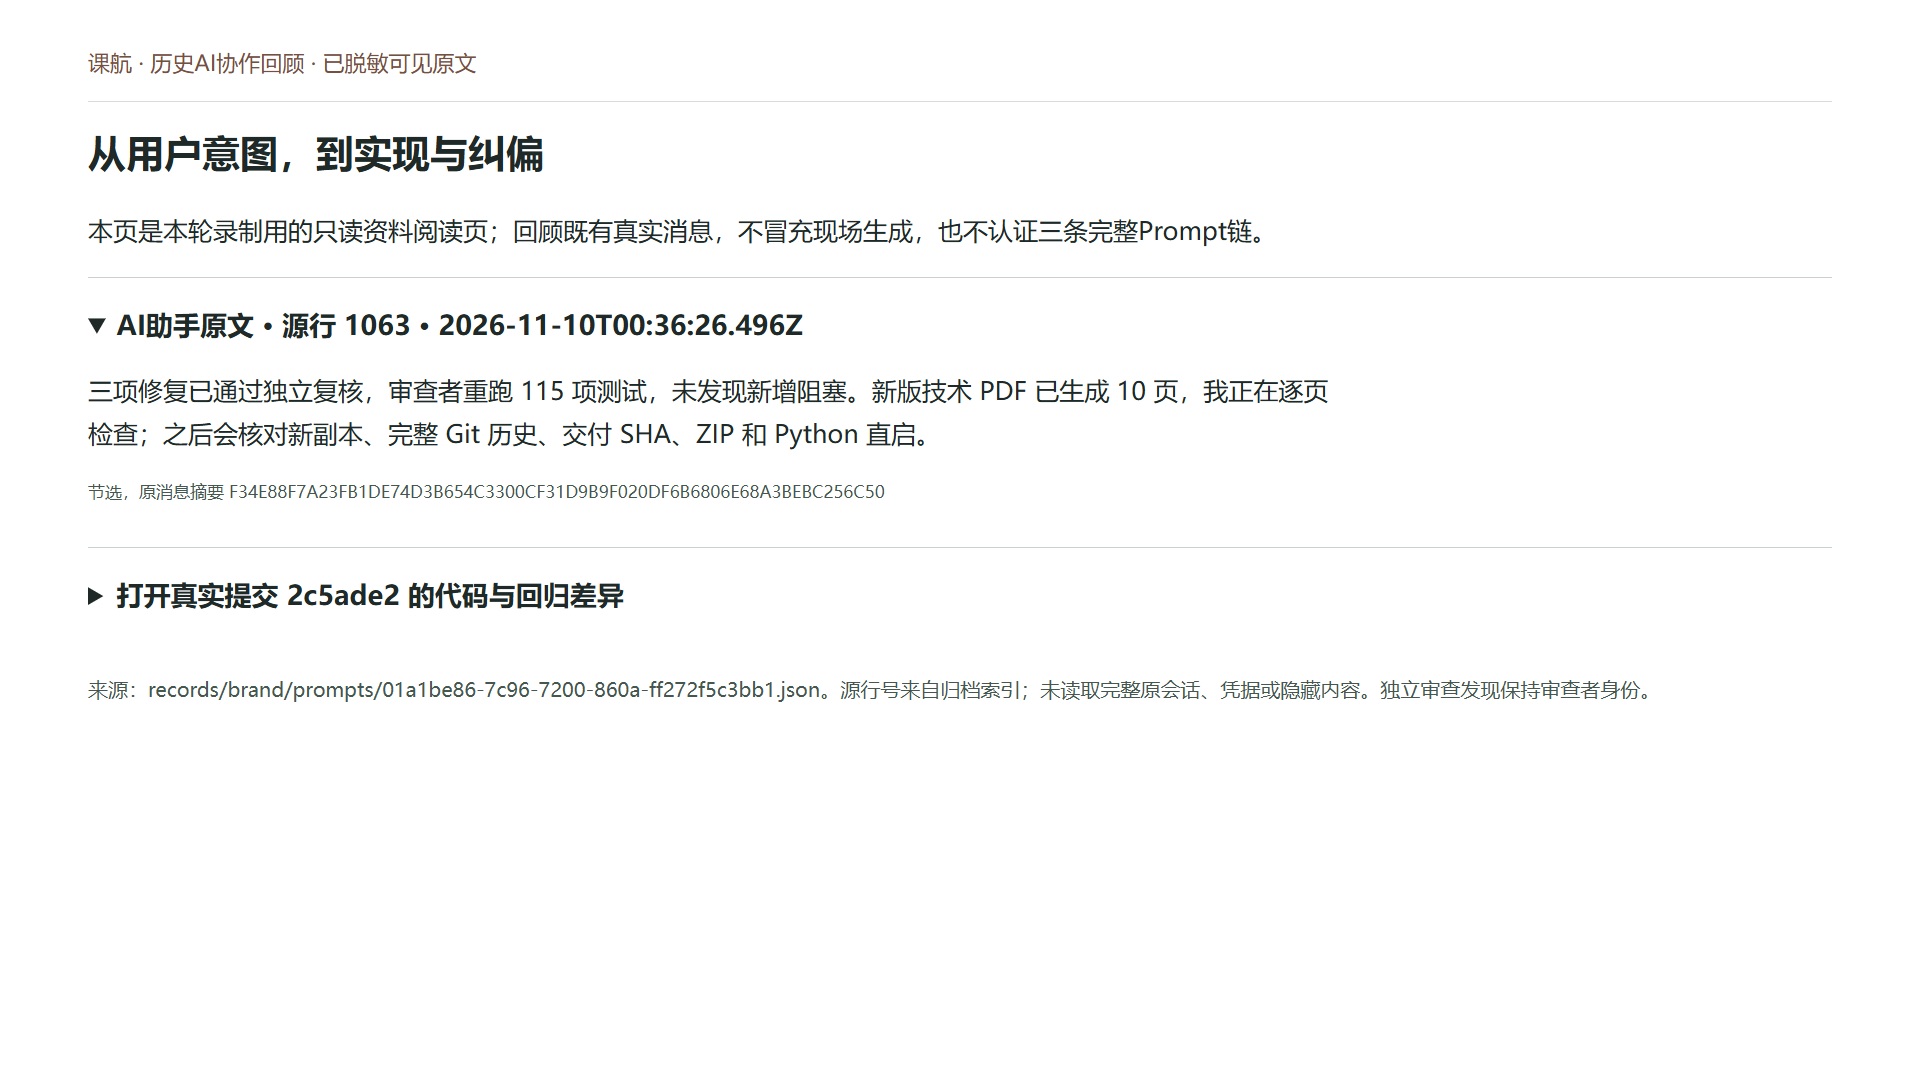 课航 · 历史AI协作回顾 · 已脱敏可见原文
从用户意图，到实现与纠偏
本页是本轮录制用的只读资料阅读页；回顾既有真实消息，不冒充现场生成，也不认证三条完整Prompt链。
▼ AI助手原文 • 源行 1063 • 2026-11-10T00:36:26.496Z
三项修复已通过独立复核，审查者重跑 115 项测试，未发现新增阻塞。新版技术 PDF 已生成 10 页，我正在逐页
检查；之后会核对新副本、完整 Git 历史、交付 SHA、ZIP 和 Python 直启。
节选，原消息摘要 F34E88F7A23FB1DE74D3B654C3300CF31D9B9F020DF6B6806E68A3BEBC256C50
▶ 打开真实提交 2c5ade2 的代码与回归差异
来源：records/brand/prompts/01a1be86-7c96-7200-860a-ff272f5c3bb1.json。源行号来自归档索引；未读取完整原会话、凭据或隐藏内容。独立审查发现保持审查者身份。